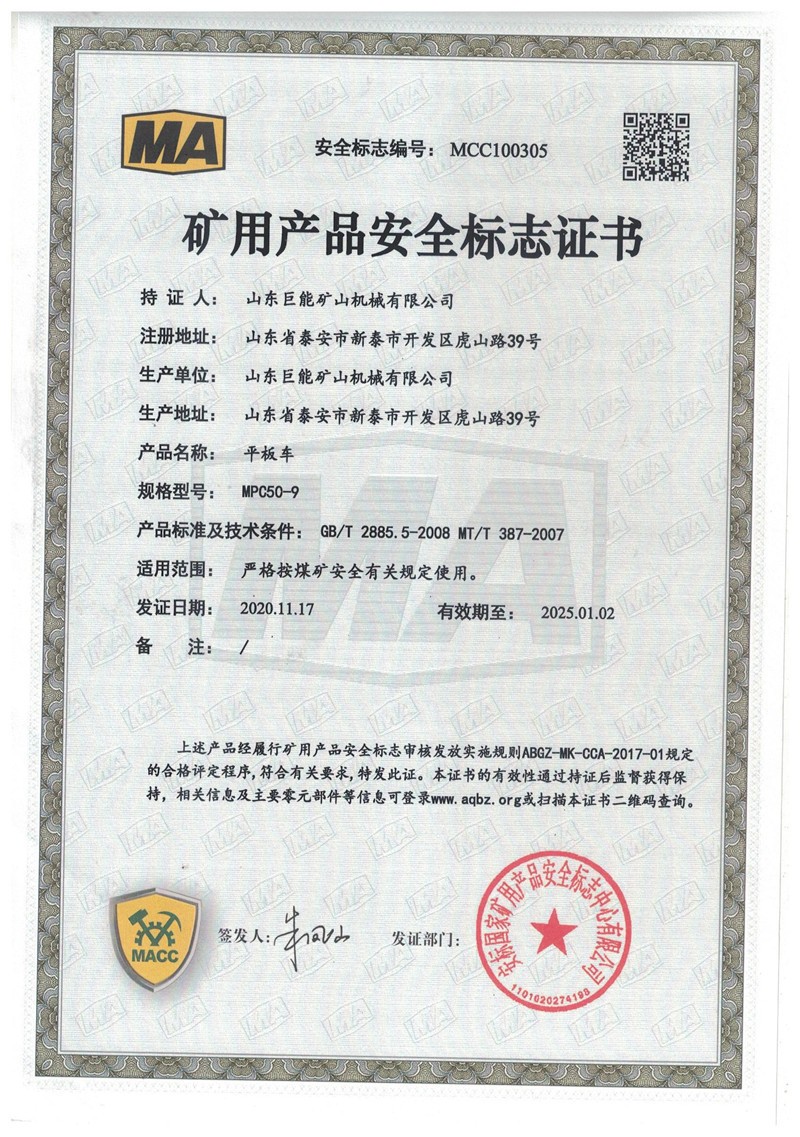 MA
安全标志编号： MCC100305
矿用产品安全标志证书
持 证 人： 山东巨能矿山机械有限公司
注册地址： 山东省泰安市新泰市开发区虎山路39号
生产单位： 山东巨能矿山机械有限公司
生产地址： 山东省泰安市新泰市开发区虎山路39号
产品名称： 平板车
规格型号： MPC50-9
产品标准及技术条件： GB/T 2885.5-2008 MT/T 387-2007
适用范围： 严格按煤矿安全有关规定使用。
发证日期： 2020.11.17 有效期至： 2025.01.02
备 注： /
上述产品经履行矿用产品安全标志审核发放实施规则ABGZ-MK-CCA-2017-01规定
的合格评定程序,符合有关要求,特发此证。本证书的有效性通过持证后监督获得保
持，相关信息及主要零元部件等信息可登录www.aqbz.org或扫描本证书二维码查询。
MACC
签发人:
发证部门:
安标国家矿用产品安全标志中心有限公司
1101020274198